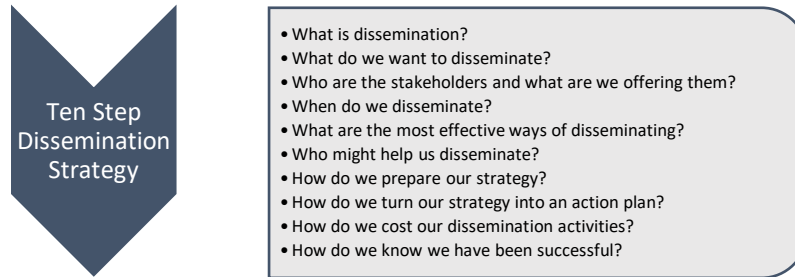 Ten Step
Dissemination
Strategy
• What is dissemination?
• What do we want to disseminate?
• Who are the stakeholders and what are we offering them?
• When do we disseminate?
• What are the most effective ways of disseminating?
• Who might help us disseminate?
• How do we prepare our strategy?
• How do we turn our strategy into an action plan?
• How do we cost our dissemination activities?
• How do we know we have been successful?